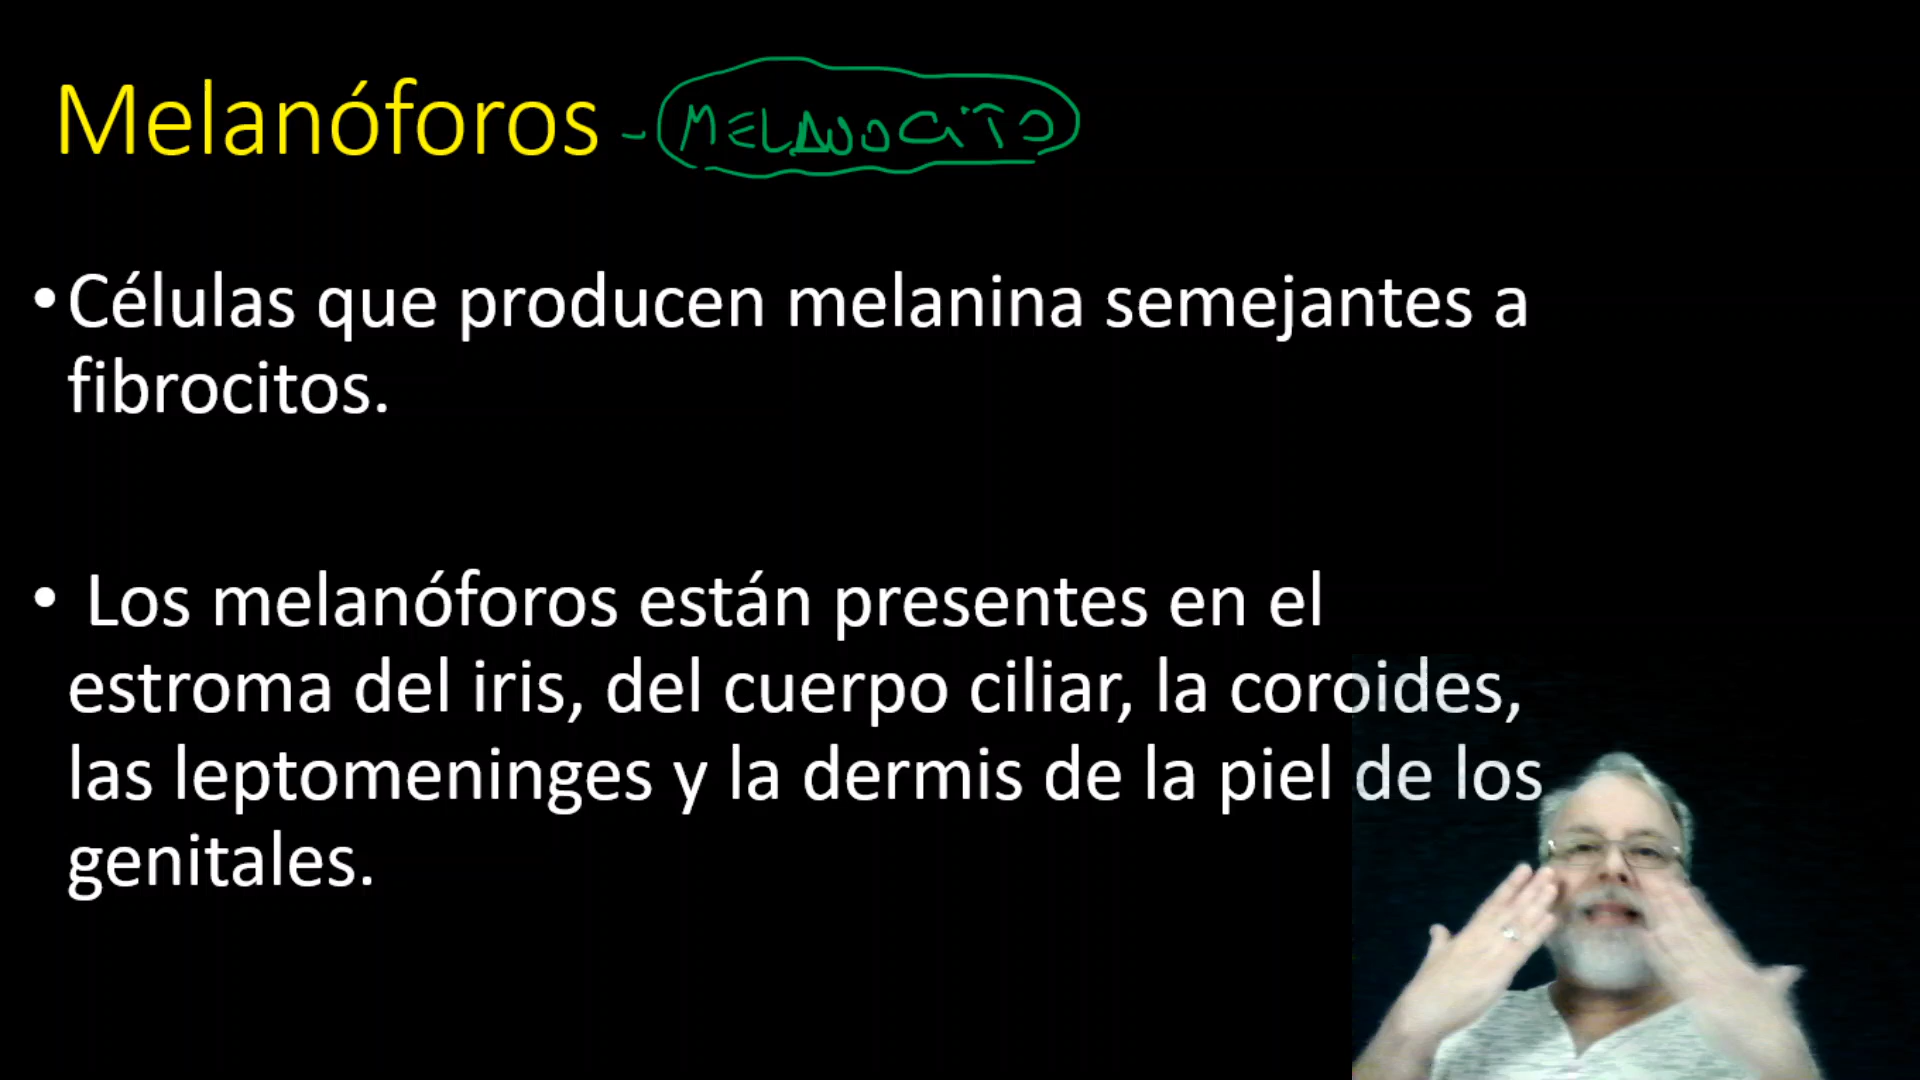 Melanóforos - MELANOCITO
• Células que producen melanina semejantes a
fibrocitos.
• Los melanóforos están presentes en el
estroma del iris, del cuerpo ciliar, la coroides,
las leptomeninges y la dermis de la piel de los
genitales.